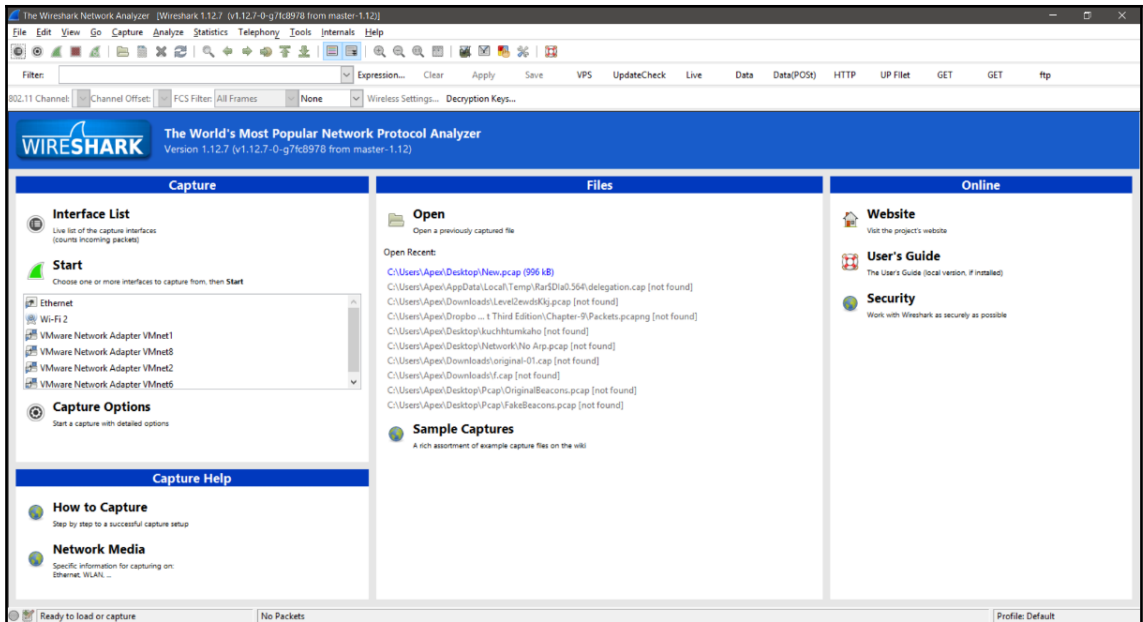 The Wireshark Network Analyzer [Wireshark 1.12.7 (v1.12.7-0-g7fc8978 from master-1.12)]
File Edit View Go Capture Analyze Statistics Telephony Tools Internals Help
Filter: Expression... Clear Apply Save VPS UpdateCheck Live Data Data(POSt) HTTP UP FIlet GET GET ftp
802.11 Channel: Channel Offset: FCS Filter: All Frames None Wireless Settings... Decryption Keys...
WIRESHARK
The World's Most Popular Network Protocol Analyzer
Version 1.12.7 (v1.12.7-0-g7fc8978 from master-1.12)
Capture
Interface List
Live list of the capture interfaces
(counts incoming packets)
Start
Choose one or more interfaces to capture from, then Start
Ethernet
Wi-Fi 2
VMware Network Adapter VMnet1
VMware Network Adapter VMnet8
VMware Network Adapter VMnet2
VMware Network Adapter VMnet6
Capture Options
Start a capture with detailed options
Capture Help
How to Capture
Step by step to a successful capture setup
Network Media
Specific information for capturing on:
Ethernet, WLAN, ...
Files
Open
Open a previously captured file
Open Recent:
C:\Users\Apex\Desktop\New.pcap (996 kB)
C:\Users\Apex\AppData\Local\Temp\Rar$DIa0.564\delegation.cap [not found]
C:\Users\Apex\Downloads\Level2ewdsKkj.pcap [not found]
C:\Users\Apex\Dropbo ... t Third Edition\Chapter-9\Packets.pcapng [not found]
C:\Users\Apex\Desktop\kuchhtumkaho [not found]
C:\Users\Apex\Desktop\Network\No Arp.pcap [not found]
C:\Users\Apex\Downloads\original-01.cap [not found]
C:\Users\Apex\Downloads\f.cap [not found]
C:\Users\Apex\Desktop\Pcap\OriginalBeacons.pcap [not found]
C:\Users\Apex\Desktop\Pcap\FakeBeacons.pcap [not found]
Sample Captures
A rich assortment of example capture files on the wiki
Online
Website
Visit the project's website
User's Guide
The User's Guide (local version, if installed)
Security
Work with Wireshark as securely as possible
Ready to load or capture No Packets Profile: Default